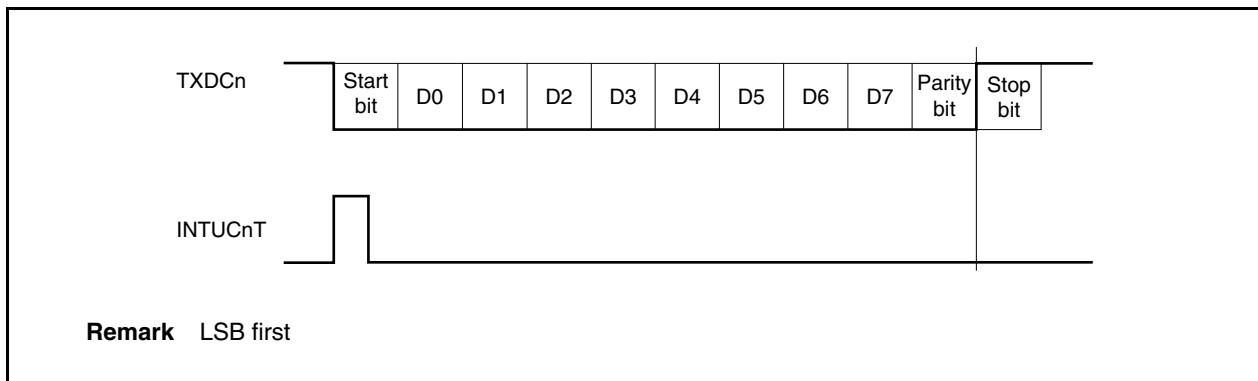 TXDCn
Start bit
D0
D1
D2
D3
D4
D5
D6
D7
Parity bit
Stop bit
INTUCnT
Remark LSB first